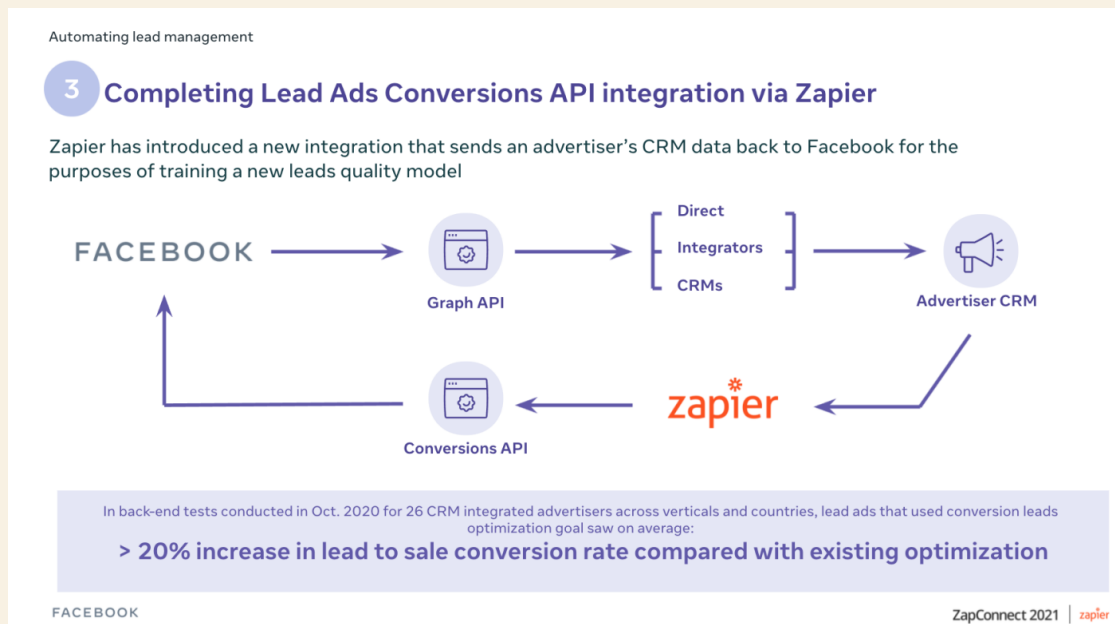 Automating lead management
3
Completing Lead Ads Conversions API integration via Zapier
Zapier has introduced a new integration that sends an advertiser’s CRM data back to Facebook for the
purposes of training a new leads quality model
FACEBOOK
Graph API
Direct
Integrators
CRMs
Advertiser CRM
Conversions API
zapier
In back-end tests conducted in Oct. 2020 for 26 CRM integrated advertisers across verticals and countries, lead ads that used conversion leads
optimization goal saw on average:
> 20% increase in lead to sale conversion rate compared with existing optimization
FACEBOOK
ZapConnect 2021 | zapier